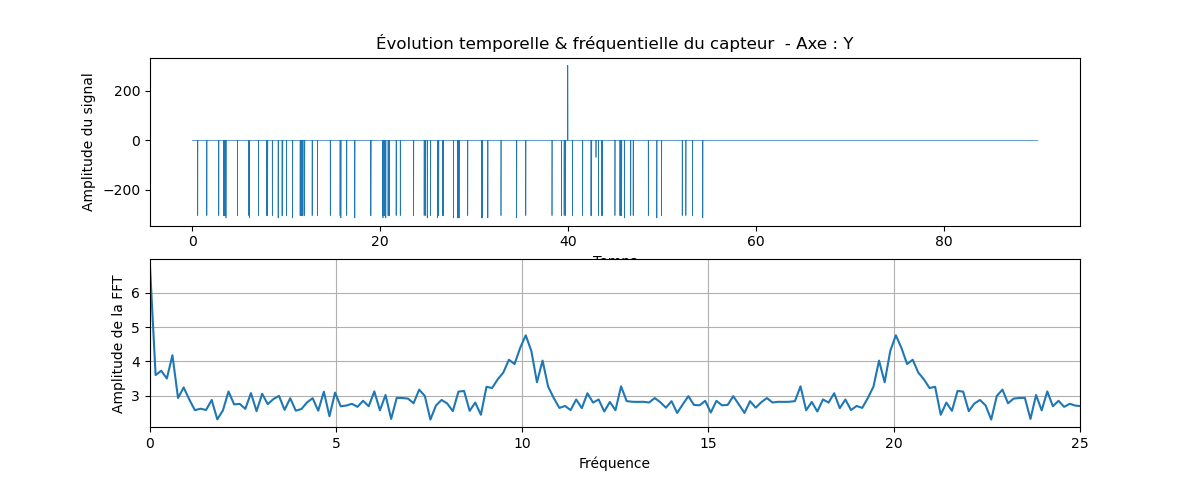 Évolution temporelle & fréquentielle du capteur - Axe : Y
Amplitude du signal
200
0
−200
0 20 40 60 80
Amplitude de la FFT
6
5
4
3
0 5 10 15 20 25
Fréquence